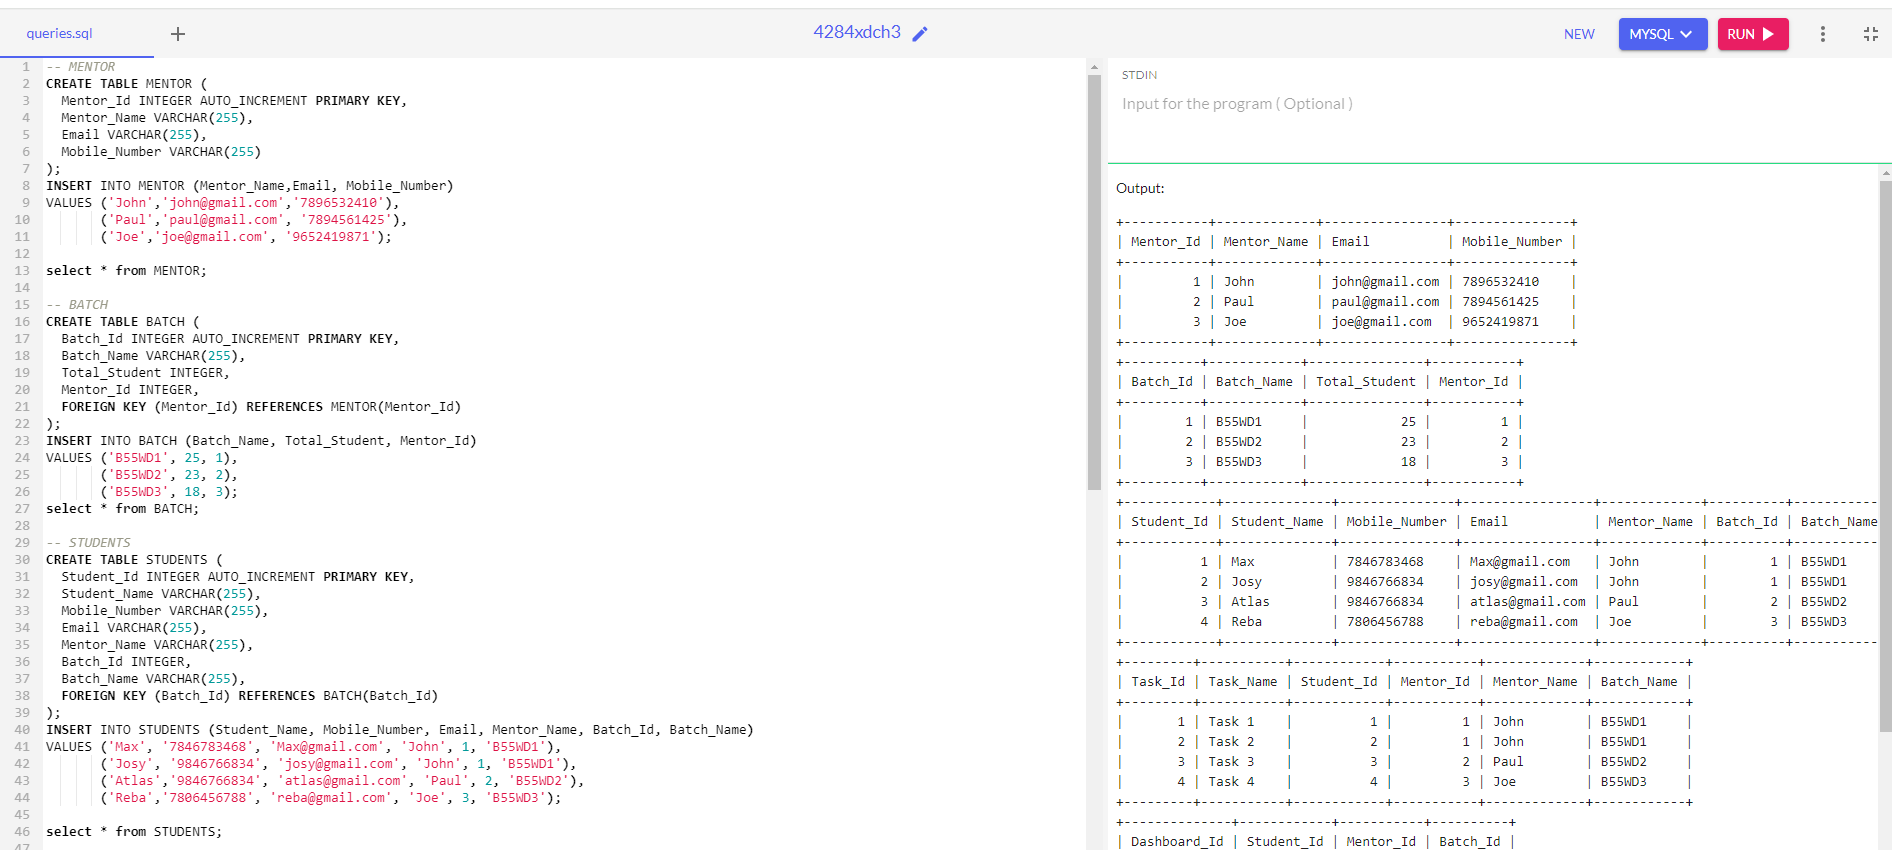 queries.sql + 4284xdch3 NEW MYSQL RUN
1 -- MENTOR
2 CREATE TABLE MENTOR (
3 Mentor_Id INTEGER AUTO_INCREMENT PRIMARY KEY,
4 Mentor_Name VARCHAR(255),
5 Email VARCHAR(255),
6 Mobile_Number VARCHAR(255)
7 );
8 INSERT INTO MENTOR (Mentor_Name,Email, Mobile_Number)
9 VALUES ('John','john@gmail.com','7896532410'),
10 ('Paul','paul@gmail.com', '7894561425'),
11 ('Joe','joe@gmail.com', '9652419871');
12
13 select * from MENTOR;
14
15 -- BATCH
16 CREATE TABLE BATCH (
17 Batch_Id INTEGER AUTO_INCREMENT PRIMARY KEY,
18 Batch_Name VARCHAR(255),
19 Total_Student INTEGER,
20 Mentor_Id INTEGER,
21 FOREIGN KEY (Mentor_Id) REFERENCES MENTOR(Mentor_Id)
22 );
23 INSERT INTO BATCH (Batch_Name, Total_Student, Mentor_Id)
24 VALUES ('B55WD1', 25, 1),
25 ('B55WD2', 23, 2),
26 ('B55WD3', 18, 3);
27 select * from BATCH;
28
29 -- STUDENTS
30 CREATE TABLE STUDENTS (
31 Student_Id INTEGER AUTO_INCREMENT PRIMARY KEY,
32 Student_Name VARCHAR(255),
33 Mobile_Number VARCHAR(255),
34 Email VARCHAR(255),
35 Mentor_Name VARCHAR(255),
36 Batch_Id INTEGER,
37 Batch_Name VARCHAR(255),
38 FOREIGN KEY (Batch_Id) REFERENCES BATCH(Batch_Id)
39 );
40 INSERT INTO STUDENTS (Student_Name, Mobile_Number, Email, Mentor_Name, Batch_Id, Batch_Name)
41 VALUES ('Max', '7846783468', 'Max@gmail.com', 'John', 1, 'B55WD1'),
42 ('Josy', '9846766834', 'josy@gmail.com', 'John', 1, 'B55WD1'),
43 ('Atlas','9846766834', 'atlas@gmail.com', 'Paul', 2, 'B55WD2'),
44 ('Reba','7806456788', 'reba@gmail.com', 'Joe', 3, 'B55WD3');
45
46 select * from STUDENTS;
47
STDIN
Input for the program ( Optional )
Output:
+-----------+-------------+----------------+---------------+
| Mentor_Id | Mentor_Name | Email          | Mobile_Number |
+-----------+-------------+----------------+---------------+
|         1 | John        | john@gmail.com | 7896532410    |
|         2 | Paul        | paul@gmail.com | 7894561425    |
|         3 | Joe         | joe@gmail.com  | 9652419871    |
+-----------+-------------+----------------+---------------+
+----------+------------+---------------+-----------+
| Batch_Id | Batch_Name | Total_Student | Mentor_Id |
+----------+------------+---------------+-----------+
|        1 | B55WD1     |            25 |         1 |
|        2 | B55WD2     |            23 |         2 |
|        3 | B55WD3     |            18 |         3 |
+----------+------------+---------------+-----------+
+------------+--------------+---------------+-----------------+-------------+----------+-----------
| Student_Id | Student_Name | Mobile_Number | Email           | Mentor_Name | Batch_Id | Batch_Name
+------------+--------------+---------------+-----------------+-------------+----------+-----------
|          1 | Max          | 7846783468    | Max@gmail.com   | John        |        1 | B55WD1
|          2 | Josy         | 9846766834    | josy@gmail.com  | John        |        1 | B55WD1
|          3 | Atlas        | 9846766834    | atlas@gmail.com | Paul        |        2 | B55WD2
|          4 | Reba         | 7806456788    | reba@gmail.com  | Joe         |        3 | B55WD3
+------------+--------------+---------------+-----------------+-------------+----------+-----------
+---------+-----------+------------+-----------+-------------+------------+
| Task_Id | Task_Name | Student_Id | Mentor_Id | Mentor_Name | Batch_Name |
+---------+-----------+------------+-----------+-------------+------------+
|       1 | Task 1    |          1 |         1 | John        | B55WD1     |
|       2 | Task 2    |          2 |         1 | John        | B55WD1     |
|       3 | Task 3    |          3 |         2 | Paul        | B55WD2     |
|       4 | Task 4    |          4 |         3 | Joe         | B55WD3     |
+---------+-----------+------------+-----------+-------------+------------+
+--------------+------------+-----------+----------+
| Dashboard_Id | Student_Id | Mentor_Id | Batch_Id |